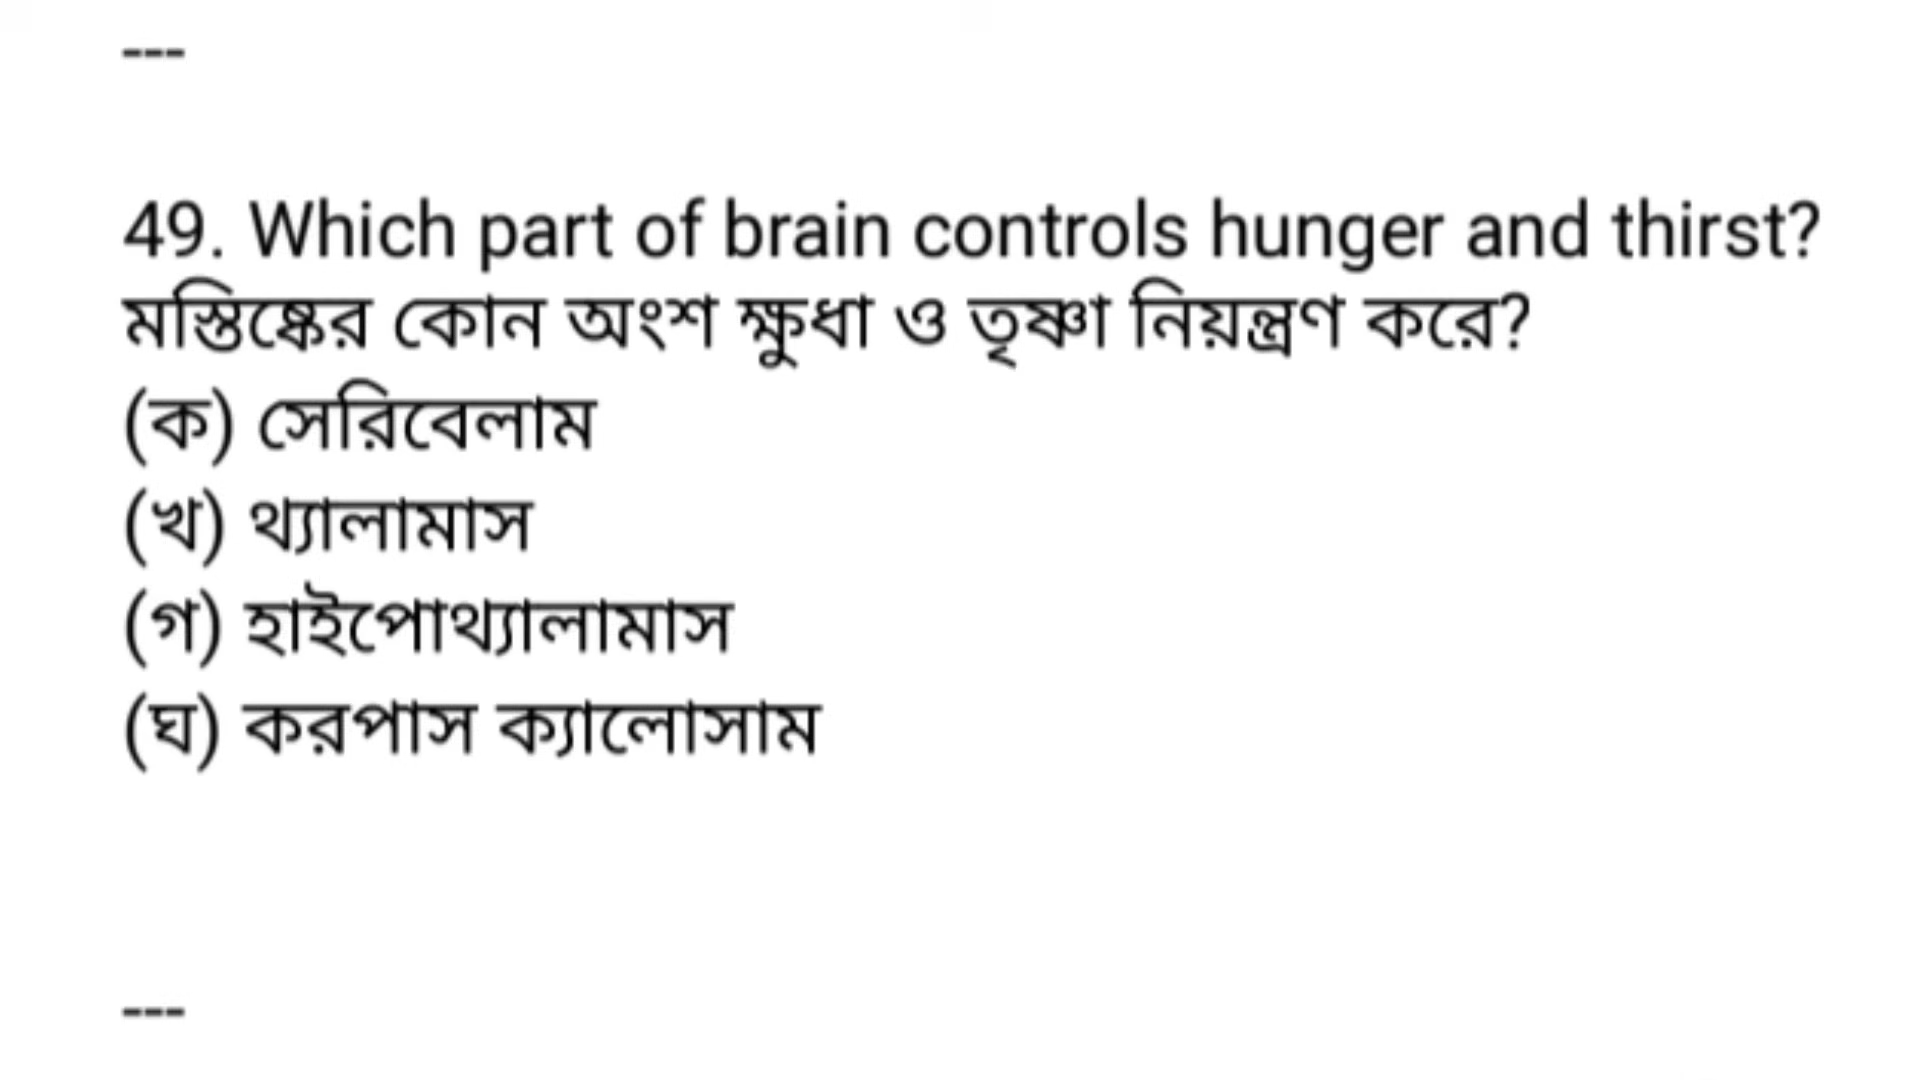 ---
49. Which part of brain controls hunger and thirst?
মস্তিষ্কের কোন অংশ ক্ষুধা ও তৃষ্ণা নিয়ন্ত্রণ করে?
(ক) সেরিবেলাম
(খ) থ্যালামাস
(গ) হাইপোথ্যালামাস
(ঘ) করপাস ক্যালোসাম
---